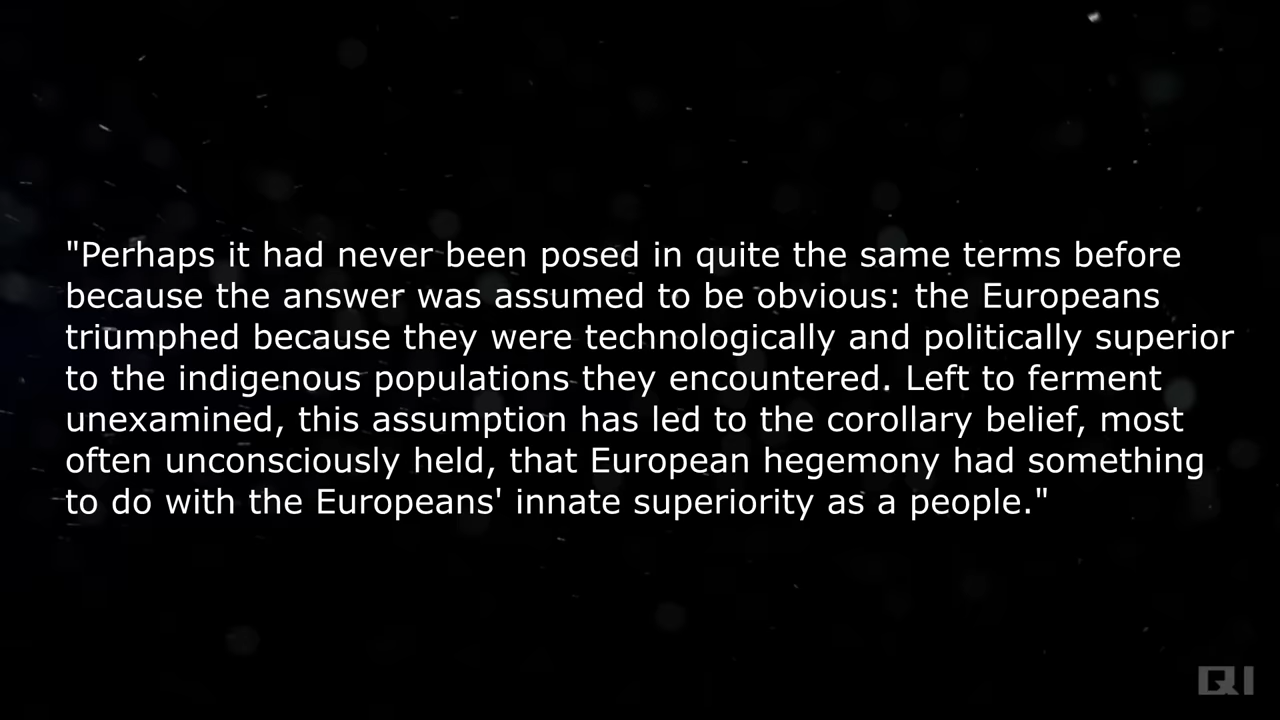 "Perhaps it had never been posed in quite the same terms before
because the answer was assumed to be obvious: the Europeans
triumphed because they were technologically and politically superior
to the indigenous populations they encountered. Left to ferment
unexamined, this assumption has led to the corollary belief, most
often unconsciously held, that European hegemony had something
to do with the Europeans' innate superiority as a people."
QI